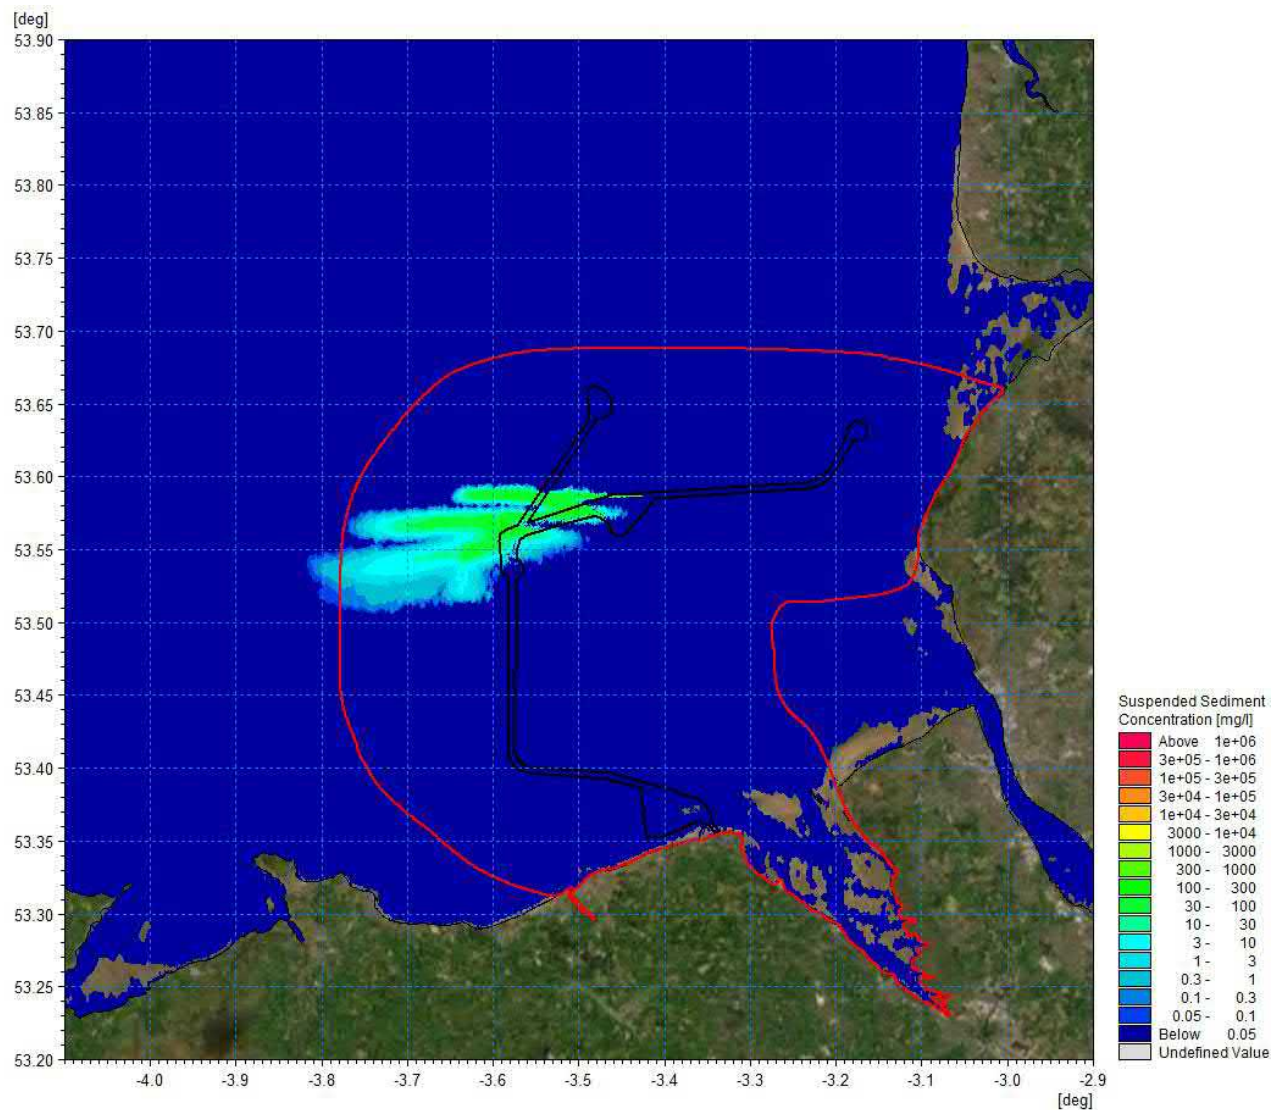 [deg]
53.90
53.85
53.80
53.75
53.70
53.65
53.60
53.55
53.50
53.45
53.40
53.35
53.30
53.25
53.20
-4.0 -3.9 -3.8 -3.7 -3.6 -3.5 -3.4 -3.3 -3.2 -3.1 -3.0 -2.9
[deg]
Suspended Sediment
Concentration [mg/l]
Above 1e+06
3e+05 - 1e+06
1e+05 - 3e+05
3e+04 - 1e+05
1e+04 - 3e+04
3000 - 1e+04
1000 - 3000
300 - 1000
100 - 300
30 - 100
10 - 30
3 - 10
1 - 3
0.3 - 1
0.1 - 0.3
0.05 - 0.1
Below 0.05
Undefined Value